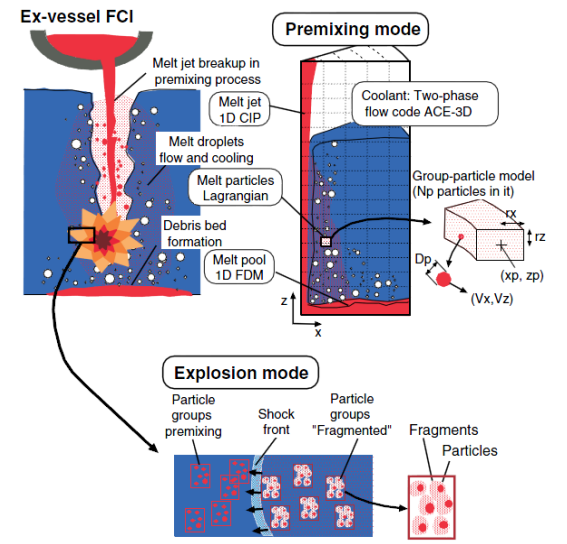 Ex-vessel FCI
Melt jet breakup in
premixing process
Melt droplets
flow and cooling
Debris bed
formation
Premixing mode
Melt jet
1D CIP
Coolant: Two-phase
flow code ACE-3D
Melt particles
Lagrangian
Melt pool
1D FDM
z
x
Group-particle model
(Np particles in it)
rx
rz
Dp
(xp, zp)
(Vx,Vz)
Explosion mode
Particle
groups
premixing
Shock
front
Particle
groups
"Fragmented"
Fragments
Particles